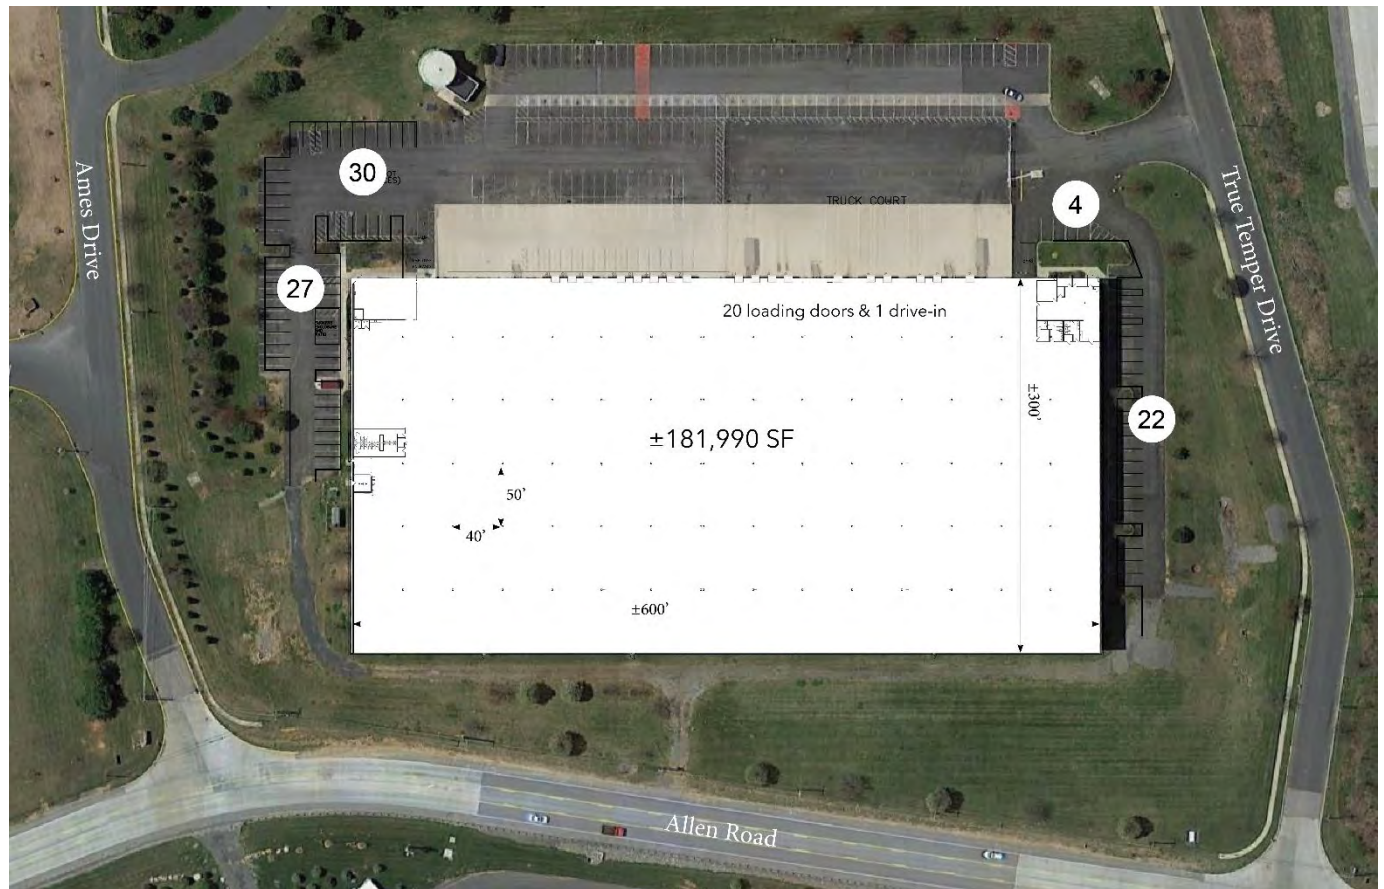 30
4
TRUCK COURT
Ames Drive
True Temper Drive
27
20 loading doors & 1 drive-in
±300'
22
±181,990 SF
50'
40'
±600'
Allen Road